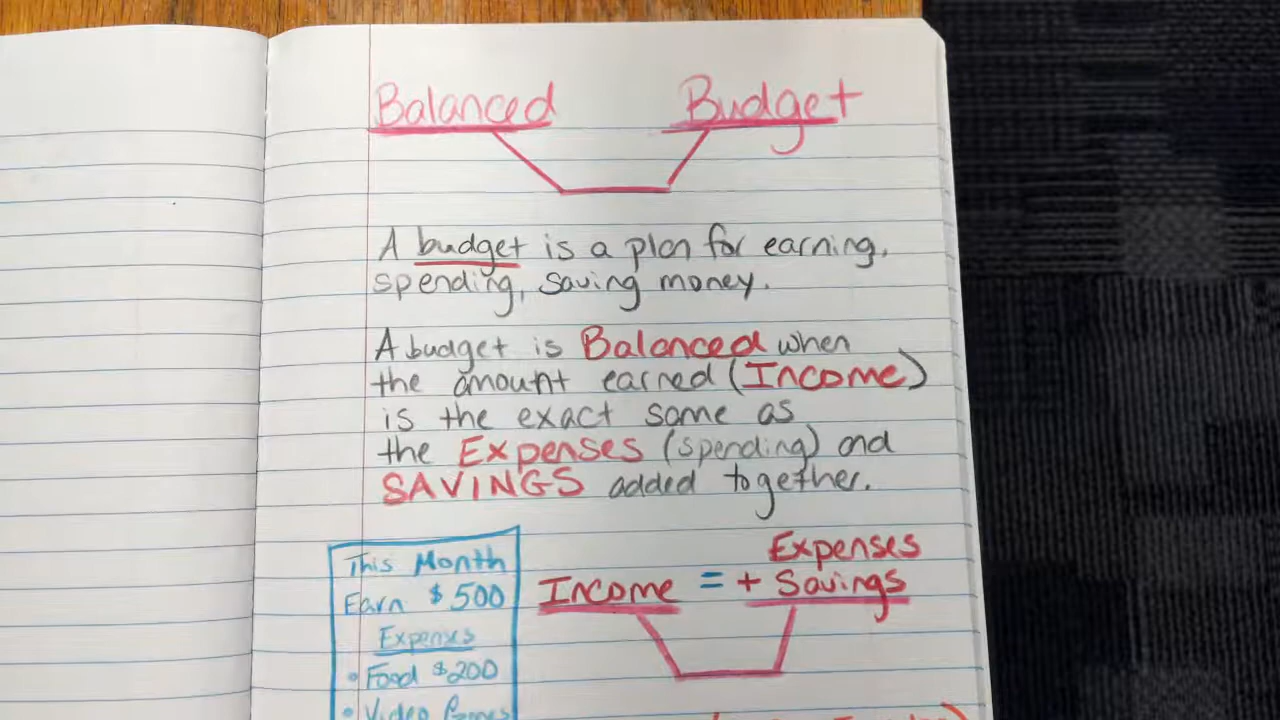 Balanced Budget
A budget is a plan for earning,
spending, saving money.
A budget is Balanced when
the amount earned (Income)
is the exact same as
the Expenses (spending) and
SAVINGS added together.
This Month
Earn $500
Expenses
• Food $200
• Video Games
Expenses
Income = + Savings